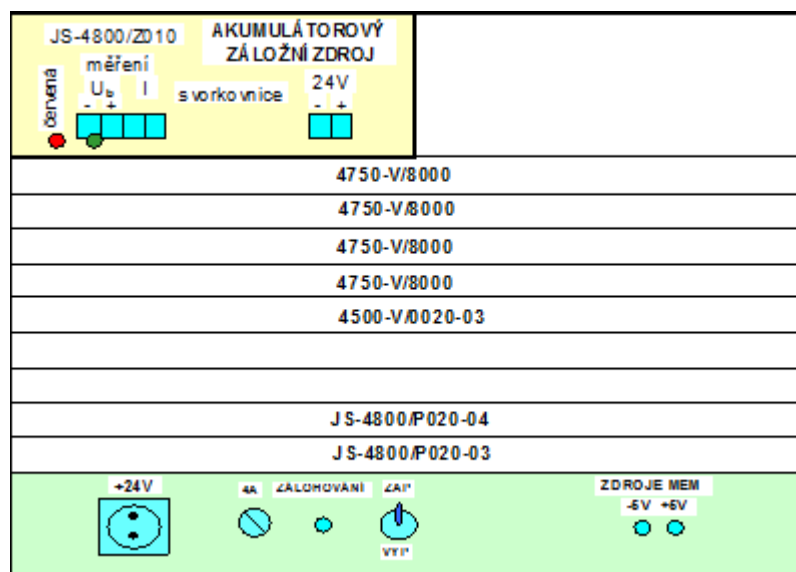 JS-4800/Z010
AKUMULÁTOROVÝ
ZÁLOŽNÍ ZDROJ
měření
červená
U_b I
- +
svorkovnice
24V
- +
4750-V/8000
4750-V/8000
4750-V/8000
4750-V/8000
4500-V/0020-03
JS-4800/P020-04
JS-4800/P020-03
+24V
4A ZÁLOHOVÁNÍ ZAP
VYP
ZDROJE MEM
-5V +5V